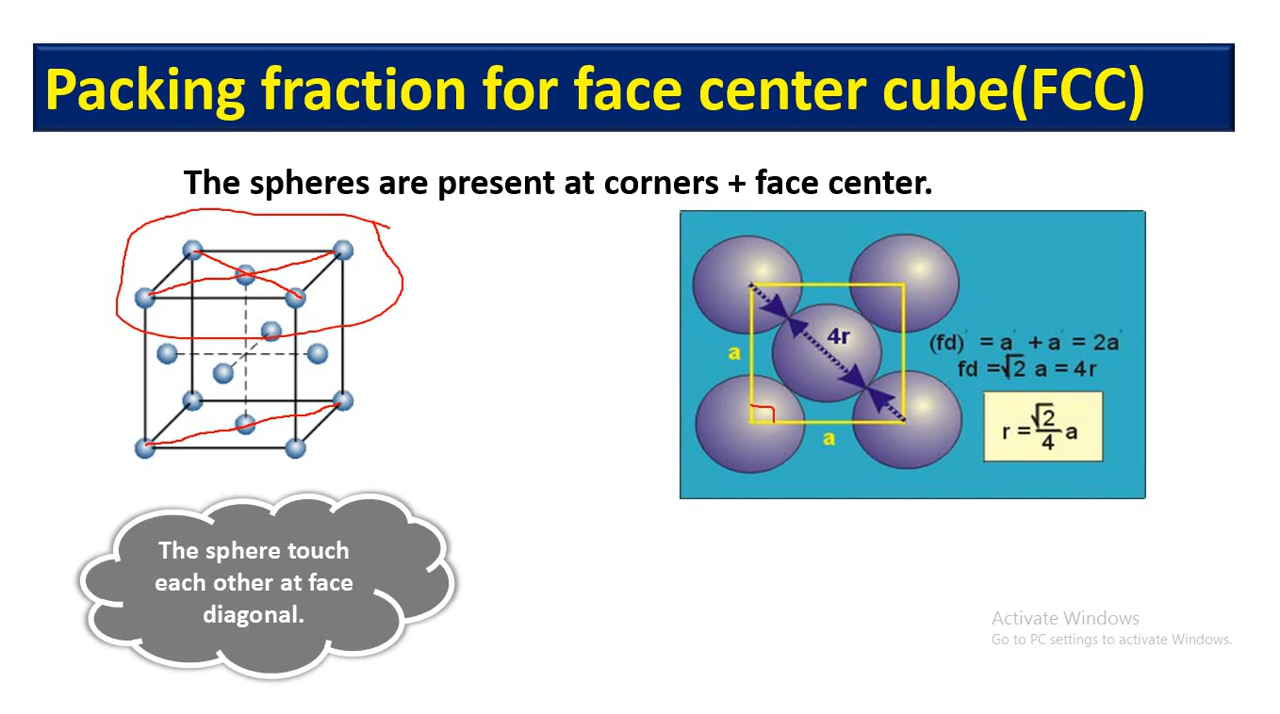 Packing fraction for face center cube(FCC)
The spheres are present at corners + face center.
4r
a
a
(fd)' = a' + a' = 2a'
fd = √2 a = 4r
r = √2/4 a
The sphere touch
each other at face
diagonal.
Activate Windows
Go to PC settings to activate Windows.